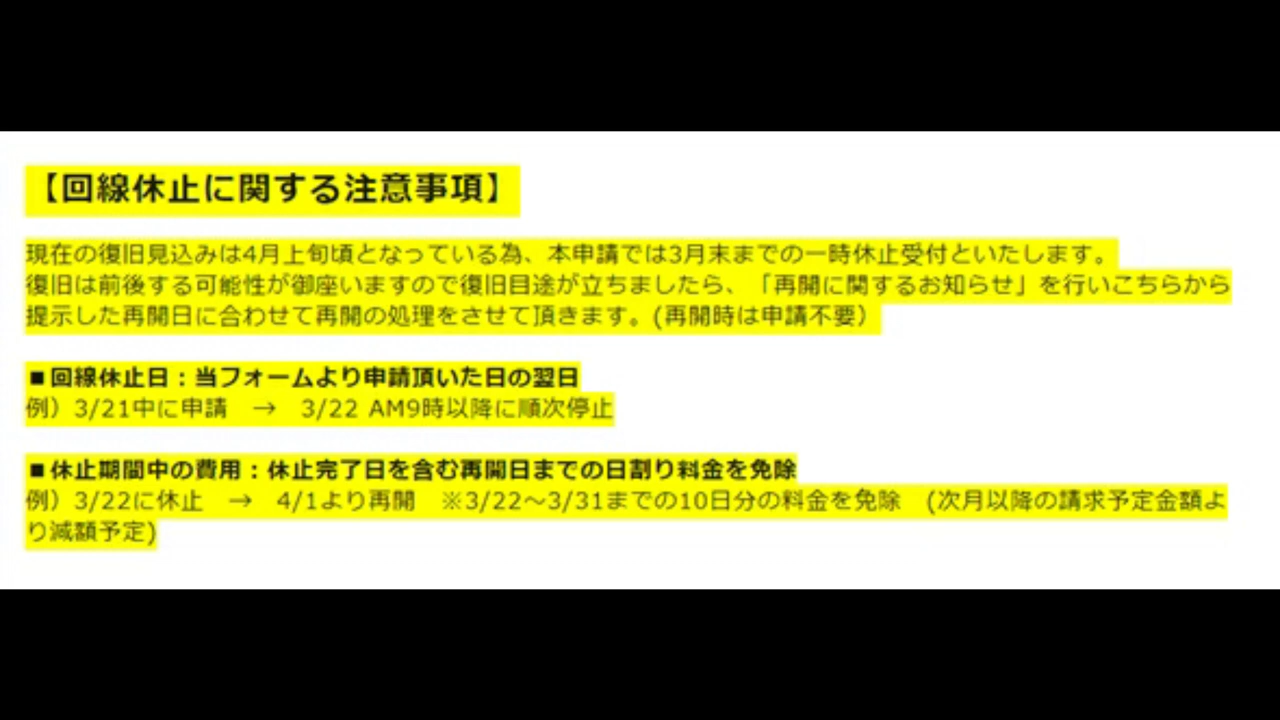 【回線休止に関する注意事項】
現在の復旧見込みは4月上旬頃となっている為、本申請では3月末までの一時休止受付といたします。
復旧は前後する可能性が御座いますので復旧目途が立ちましたら、「再開に関するお知らせ」を行いこちらから
提示した再開日に合わせて再開の処理をさせて頂きます。(再開時は申請不要）
■回線休止日：当フォームより申請頂いた日の翌日
例）3/21中に申請　→　3/22 AM9時以降に順次停止
■休止期間中の費用：休止完了日を含む再開日までの日割り料金を免除
例）3/22に休止　→　4/1より再開　※3/22～3/31までの10日分の料金を免除　(次月以降の請求予定金額よ
り減額予定)